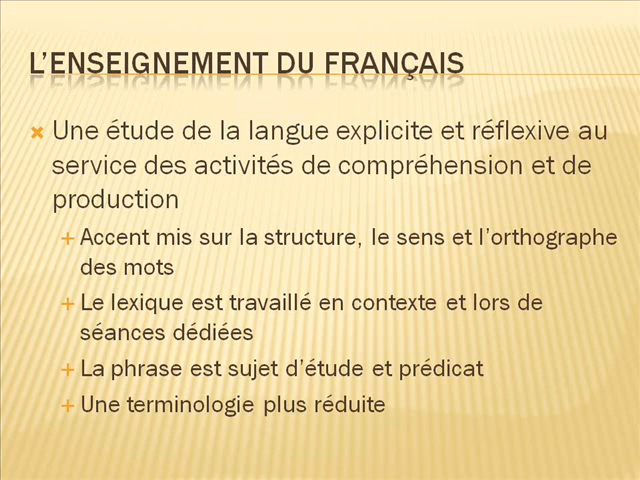 L'ENSEIGNEMENT DU FRANÇAIS
Une étude de la langue explicite et réflexive au
service des activités de compréhension et de
production
Accent mis sur la structure, le sens et l'orthographe
des mots
Le lexique est travaillé en contexte et lors de
séances dédiées
La phrase est sujet d'étude et prédicat
Une terminologie plus réduite